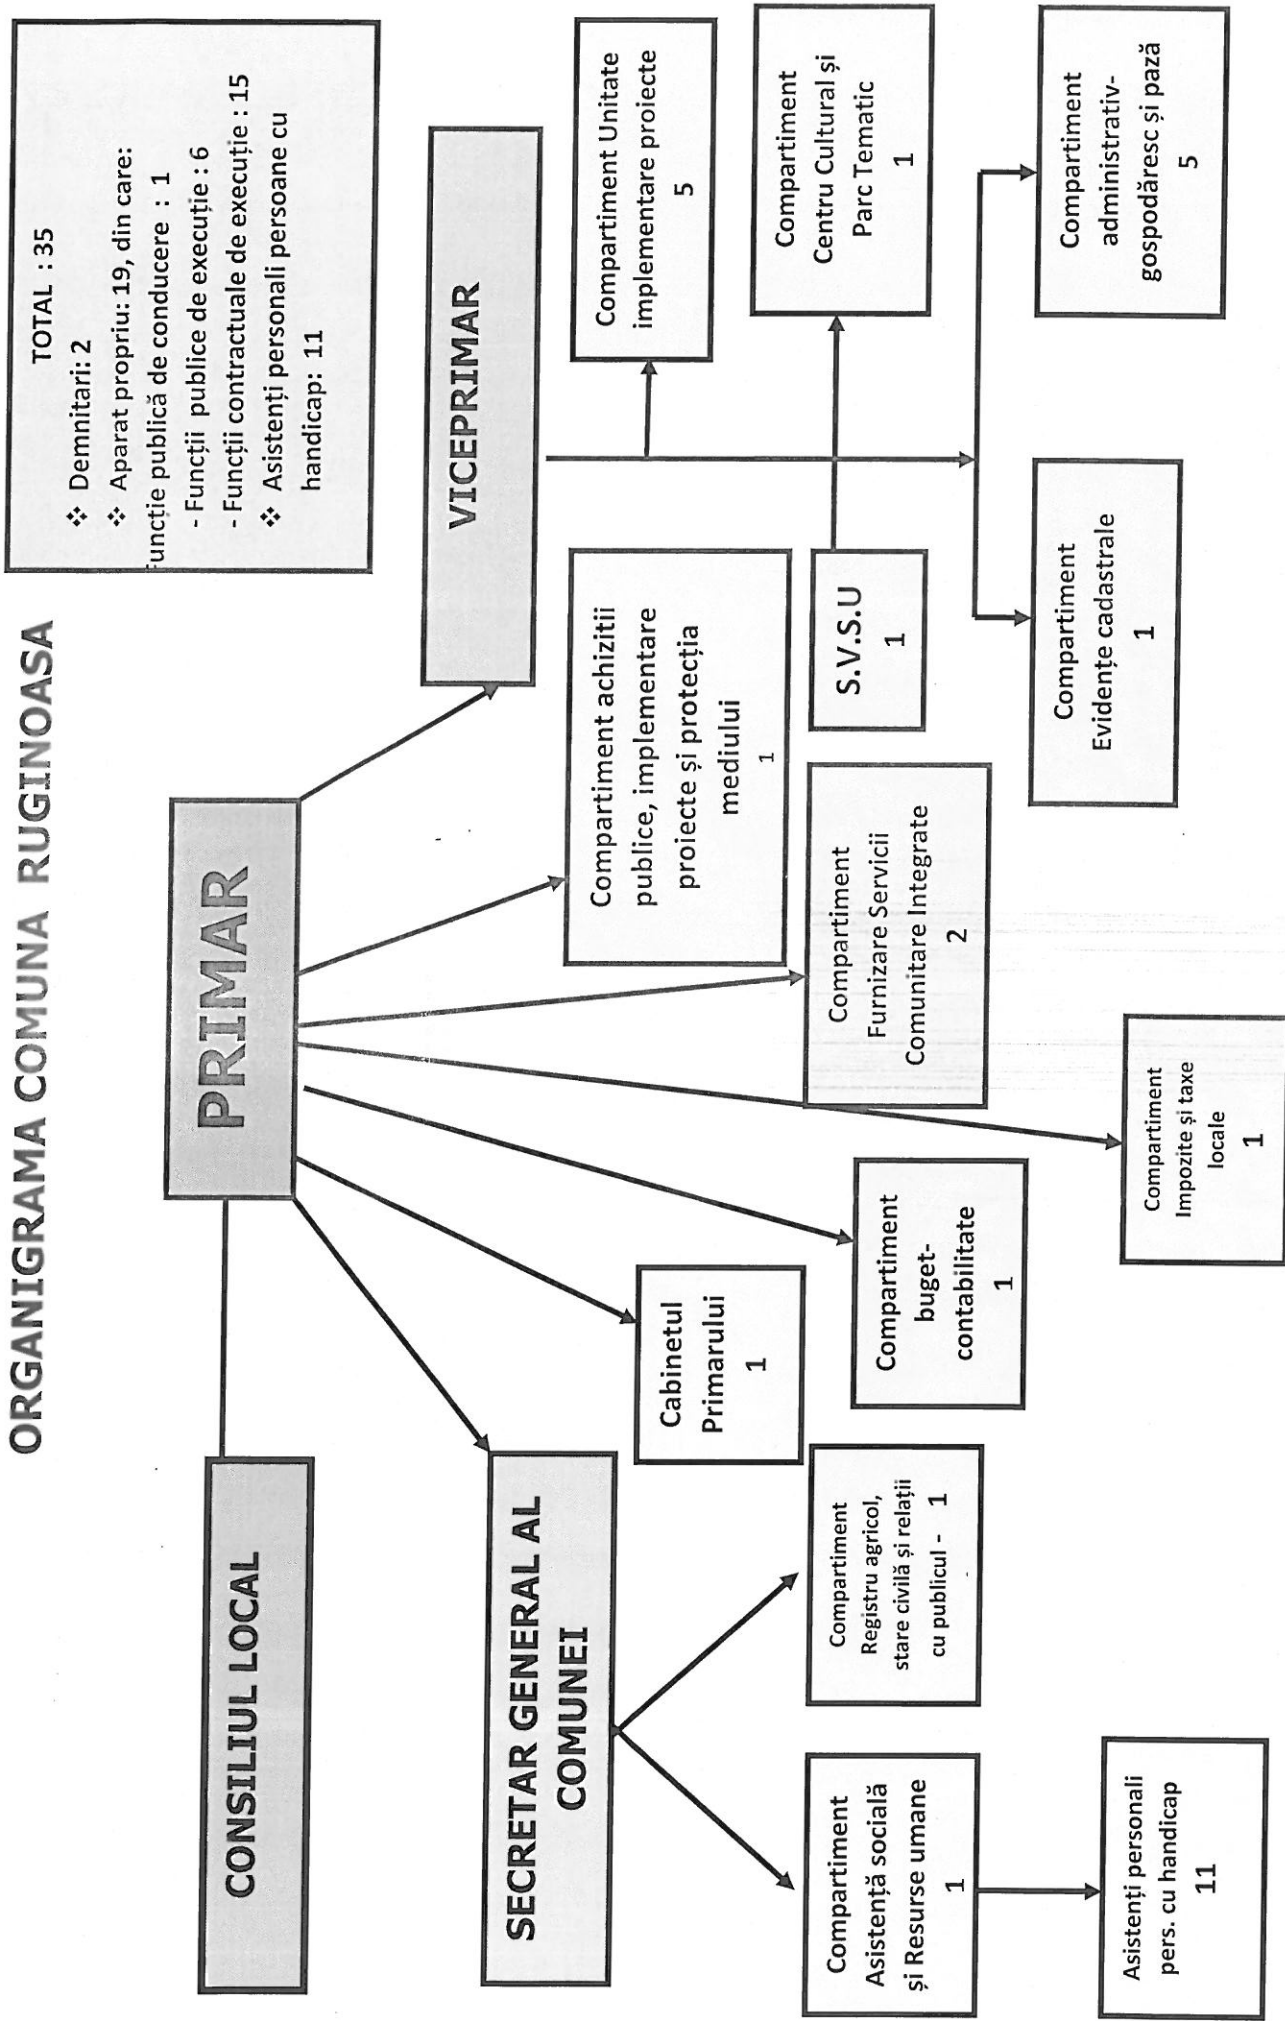 ORGANIGRAMA COMUNA RUGINOASA
TOTAL : 35
❖ Demnitari: 2
❖ Aparat propriu: 19, din care:
uncție publică de conducere : 1
- Funcții publice de execuție : 6
- Funcții contractuale de execuție : 15
❖ Asistenți personali persoane cu
handicap: 11
PRIMAR
CONSILIUL LOCAL
VICEPRIMAR
SECRETAR GENERAL AL
COMUNEI
Cabinetul
Primarului
1
Compartiment achizitii
publice, implementare
proiecte și protecția
mediului
1
Compartiment Unitate
implementare proiecte
5
Compartiment
Asistență socială
și Resurse umane
1
Compartiment
Registru agricol,
stare civilă și relații
cu publicul - 1
Compartiment
buget-
contabilitate
1
Compartiment
Furnizare Servicii
Comunitare Integrate
2
S.V.S.U
1
Compartiment
Centru Cultural și
Parc Tematic
1
Asistenți personali
pers. cu handicap
11
Compartiment
Impozite și taxe
locale
1
Compartiment
Evidențe cadastrale
1
Compartiment
administrativ-
gospodăresc și pază
5